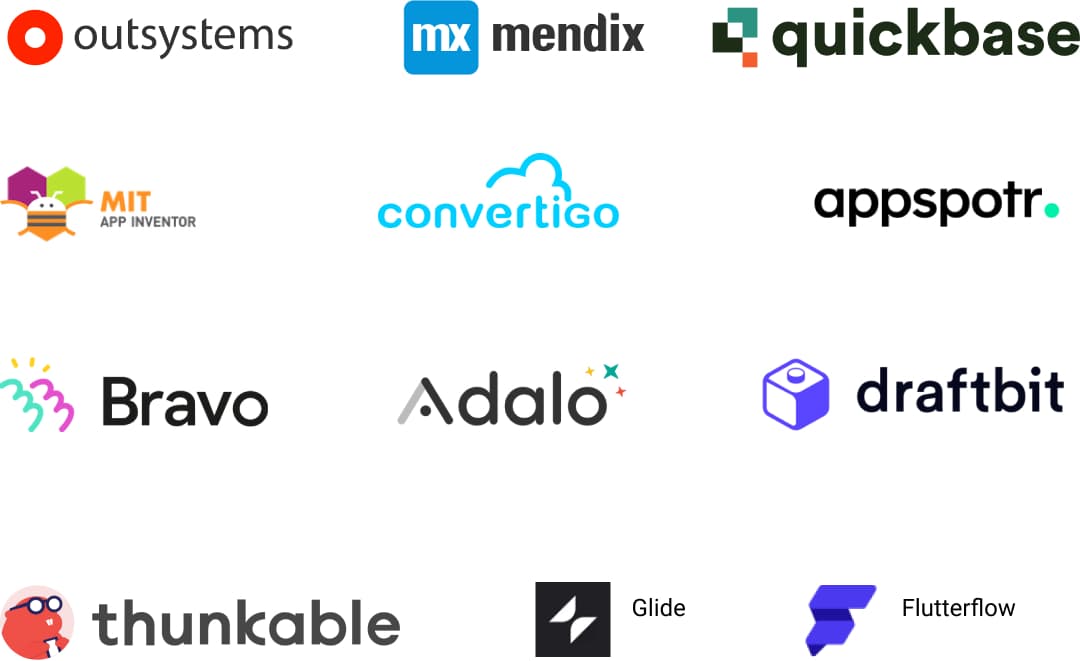 outsystems
mx mendix
quickbase
MIT
APP INVENTOR
convertiGo
appspotr.
Bravo
Adalo
draftbit
thunkable
Glide
Flutterflow